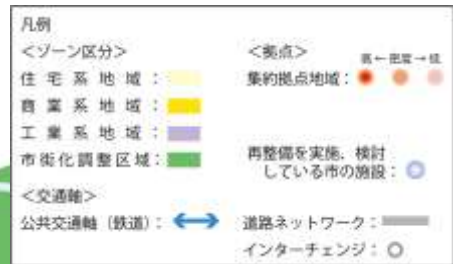 凡例
<ゾーン区分>
住宅系地域：
商業系地域：
工業系地域：
市街化調整区域：
<交通軸>
公共交通軸（鉄道）：
<拠点>
高←密度→低
集約拠点地域：
再整備を実施、検討
している市の施設：
道路ネットワーク：
インターチェンジ：